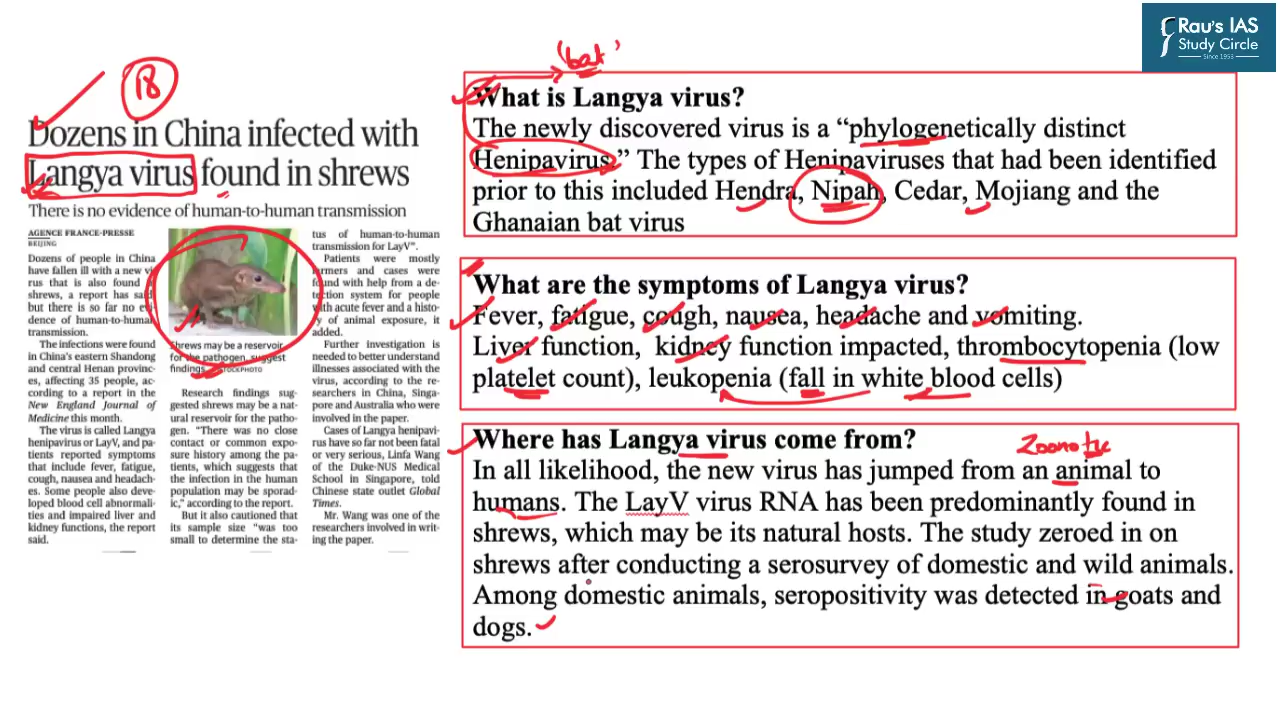 Rau's IAS
Study Circle
Since 1953
18
'bat'
Dozens in China infected with
Langya virus found in shrews
There is no evidence of human-to-human transmission
AGENCE FRANCE-PRESSE
BEIJING
Dozens of people in China
have fallen ill with a new vi
rus that is also found
shrews, a report has said
but there is so far no evi
dence of human-to-human
transmission.
The infections were found
in China's eastern Shandong
and central Henan provinc-
es, affecting 35 people, ac-
cording to a report in the
New England Journal of
Medicine this month.
The virus is called Langya
henipavirus or LayV, and pa-
tients reported symptoms
that include fever, fatigue,
cough, nausea and headach-
es. Some people also deve-
loped blood cell abnormali-
ties and impaired liver and
kidney functions, the report
said.
Shrews may be a reservoir
for the pathogen, suggest
findings.
Research findings sug-
gested shrews may be a nat-
ural reservoir for the patho-
gen. "There was no close
contact or common expo-
sure history among the pa-
tients, which suggests that
the infection in the human
population may be sporad-
ic," according to the report.
But it also cautioned that
its sample size "was too
small to determine the sta-
tus of human-to-human
transmission for LayV".
Patients were mostly
farmers and cases were
found with help from a de-
tection system for people
with acute fever and a histo-
ry of animal exposure, it
added.
Further investigation is
needed to better understand
illnesses associated with the
virus, according to the re-
searchers in China, Singa-
pore and Australia who were
involved in the paper.
Cases of Langya henipavi-
rus have so far not been fatal
or very serious, Linfa Wang
of the Duke-NUS Medical
School in Singapore, told
Chinese state outlet Global
Times.
Mr. Wang was one of the
researchers involved in writ-
ing the paper.
What is Langya virus?
The newly discovered virus is a “phylogenetically distinct
Henipavirus.” The types of Henipaviruses that had been identified
prior to this included Hendra, Nipah, Cedar, Mojiang and the
Ghanaian bat virus
What are the symptoms of Langya virus?
Fever, fatigue, cough, nausea, headache and vomiting.
Liver function, kidney function impacted, thrombocytopenia (low
platelet count), leukopenia (fall in white blood cells)
Where has Langya virus come from?
Zoonotic
In all likelihood, the new virus has jumped from an animal to
humans. The LayV virus RNA has been predominantly found in
shrews, which may be its natural hosts. The study zeroed in on
shrews after conducting a serosurvey of domestic and wild animals.
Among domestic animals, seropositivity was detected in goats and
dogs.